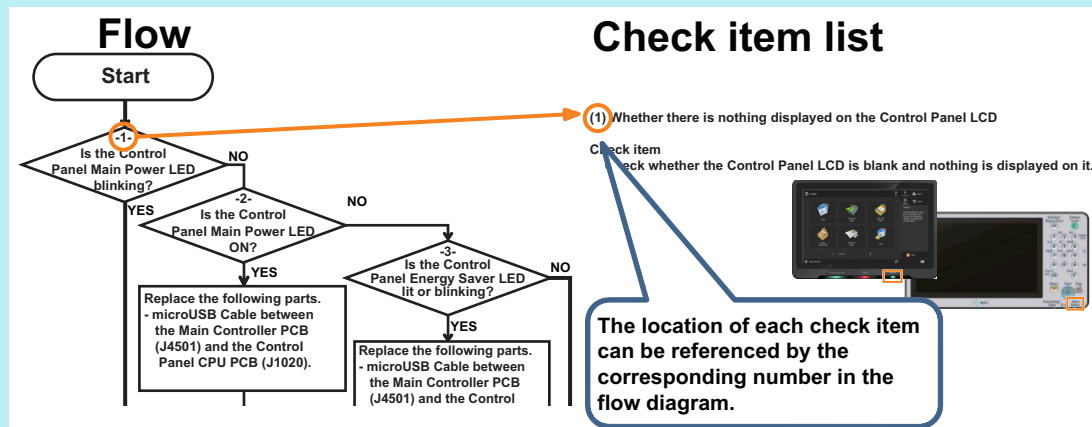 Flow
Check item list
Start
-1-
Is the Control
Panel Main Power LED
blinking?
NO
YES
-2-
Is the Control
Panel Main Power LED
ON?
NO
YES
-3-
Is the Control
Panel Energy Saver LED
lit or blinking?
NO
YES
Replace the following parts.
- microUSB Cable between
the Main Controller PCB
(J4501) and the Control
Panel CPU PCB (J1020).
Replace the following parts.
- microUSB Cable between
the Main Controller PCB
(J4501) and the Control
(1) Whether there is nothing displayed on the Control Panel LCD
Check item
Check whether the Control Panel LCD is blank and nothing is displayed on it.
The location of each check item
can be referenced by the
corresponding number in the
flow diagram.